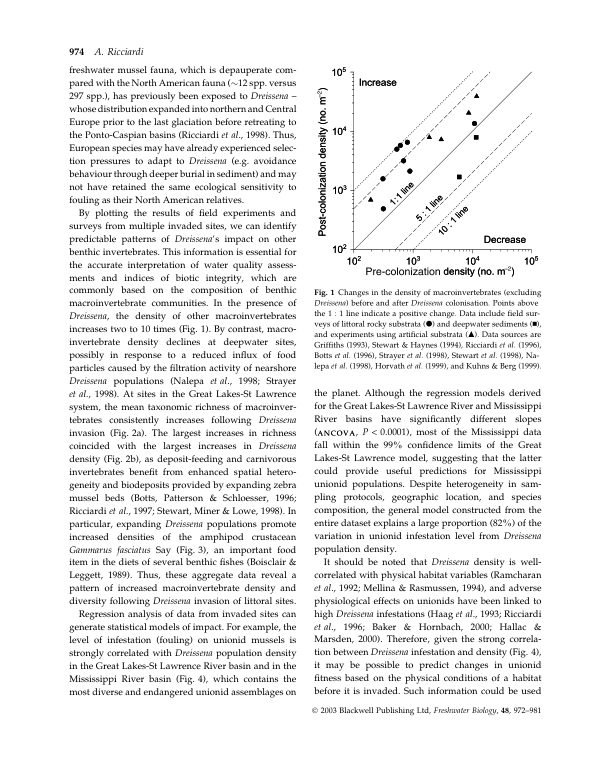 974 A. Ricciardi
freshwater mussel fauna, which is depauperate com-
pared with the North American fauna (∼12 spp. versus
297 spp.), has previously been exposed to Dreissena –
whose distribution expanded into northern and Central
Europe prior to the last glaciation before retreating to
the Ponto-Caspian basins (Ricciardi et al., 1998). Thus,
European species may have already experienced selec-
tion pressures to adapt to Dreissena (e.g. avoidance
behaviour through deeper burial in sediment) and may
not have retained the same ecological sensitivity to
fouling as their North American relatives.
By plotting the results of field experiments and
surveys from multiple invaded sites, we can identify
predictable patterns of Dreissena's impact on other
benthic invertebrates. This information is essential for
the accurate interpretation of water quality assess-
ments and indices of biotic integrity, which are
commonly based on the composition of benthic
macroinvertebrate communities. In the presence of
Dreissena, the density of other macroinvertebrates
increases two to 10 times (Fig. 1). By contrast, macro-
invertebrate density declines at deepwater sites,
possibly in response to a reduced influx of food
particles caused by the filtration activity of nearshore
Dreissena populations (Nalepa et al., 1998; Strayer
et al., 1998). At sites in the Great Lakes-St Lawrence
system, the mean taxonomic richness of macroinver-
tebrates consistently increases following Dreissena
invasion (Fig. 2a). The largest increases in richness
coincided with the largest increases in Dreissena
density (Fig. 2b), as deposit-feeding and carnivorous
invertebrates benefit from enhanced spatial hetero-
geneity and biodeposits provided by expanding zebra
mussel beds (Botts, Patterson & Schloesser, 1996;
Ricciardi et al., 1997; Stewart, Miner & Lowe, 1998). In
particular, expanding Dreissena populations promote
increased densities of the amphipod crustacean
Gammarus fasciatus Say (Fig. 3), an important food
item in the diets of several benthic fishes (Boisclair &
Leggett, 1989). Thus, these aggregate data reveal a
pattern of increased macroinvertebrate density and
diversity following Dreissena invasion of littoral sites.
Regression analysis of data from invaded sites can
generate statistical models of impact. For example, the
level of infestation (fouling) on unionid mussels is
strongly correlated with Dreissena population density
in the Great Lakes-St Lawrence River basin and in the
Mississippi River basin (Fig. 4), which contains the
most diverse and endangered unionid assemblages on
Post-colonization density (no. m⁻²)
10⁵
10⁴
10³
10²
Increase
1:1 line
5 : 1 line
10 : 1 line
Decrease
10² 10³ 10⁴ 10⁵
Pre-colonization density (no. m⁻²)
Fig. 1 Changes in the density of macroinvertebrates (excluding
Dreissena) before and after Dreissena colonisation. Points above
the 1 : 1 line indicate a positive change. Data include field sur-
veys of littoral rocky substrata (●) and deepwater sediments (■),
and experiments using artificial substrata (▲). Data sources are
Griffiths (1993), Stewart & Haynes (1994), Ricciardi et al. (1996),
Botts et al. (1996), Strayer et al. (1998), Stewart et al. (1998), Na-
lepa et al. (1998), Horvath et al. (1999), and Kuhns & Berg (1999).
the planet. Although the regression models derived
for the Great Lakes-St Lawrence River and Mississippi
River basins have significantly different slopes
(ANCOVA, P < 0.0001), most of the Mississippi data
fall within the 99% confidence limits of the Great
Lakes-St Lawrence model, suggesting that the latter
could provide useful predictions for Mississippi
unionid populations. Despite heterogeneity in sam-
pling protocols, geographic location, and species
composition, the general model constructed from the
entire dataset explains a large proportion (82%) of the
variation in unionid infestation level from Dreissena
population density.
It should be noted that Dreissena density is well-
correlated with physical habitat variables (Ramcharan
et al., 1992; Mellina & Rasmussen, 1994), and adverse
physiological effects on unionids have been linked to
high Dreissena infestations (Haag et al., 1993; Ricciardi
et al., 1996; Baker & Hornbach, 2000; Hallac &
Marsden, 2000). Therefore, given the strong correla-
tion between Dreissena infestation and density (Fig. 4),
it may be possible to predict changes in unionid
fitness based on the physical conditions of a habitat
before it is invaded. Such information could be used
© 2003 Blackwell Publishing Ltd, Freshwater Biology, 48, 972–981